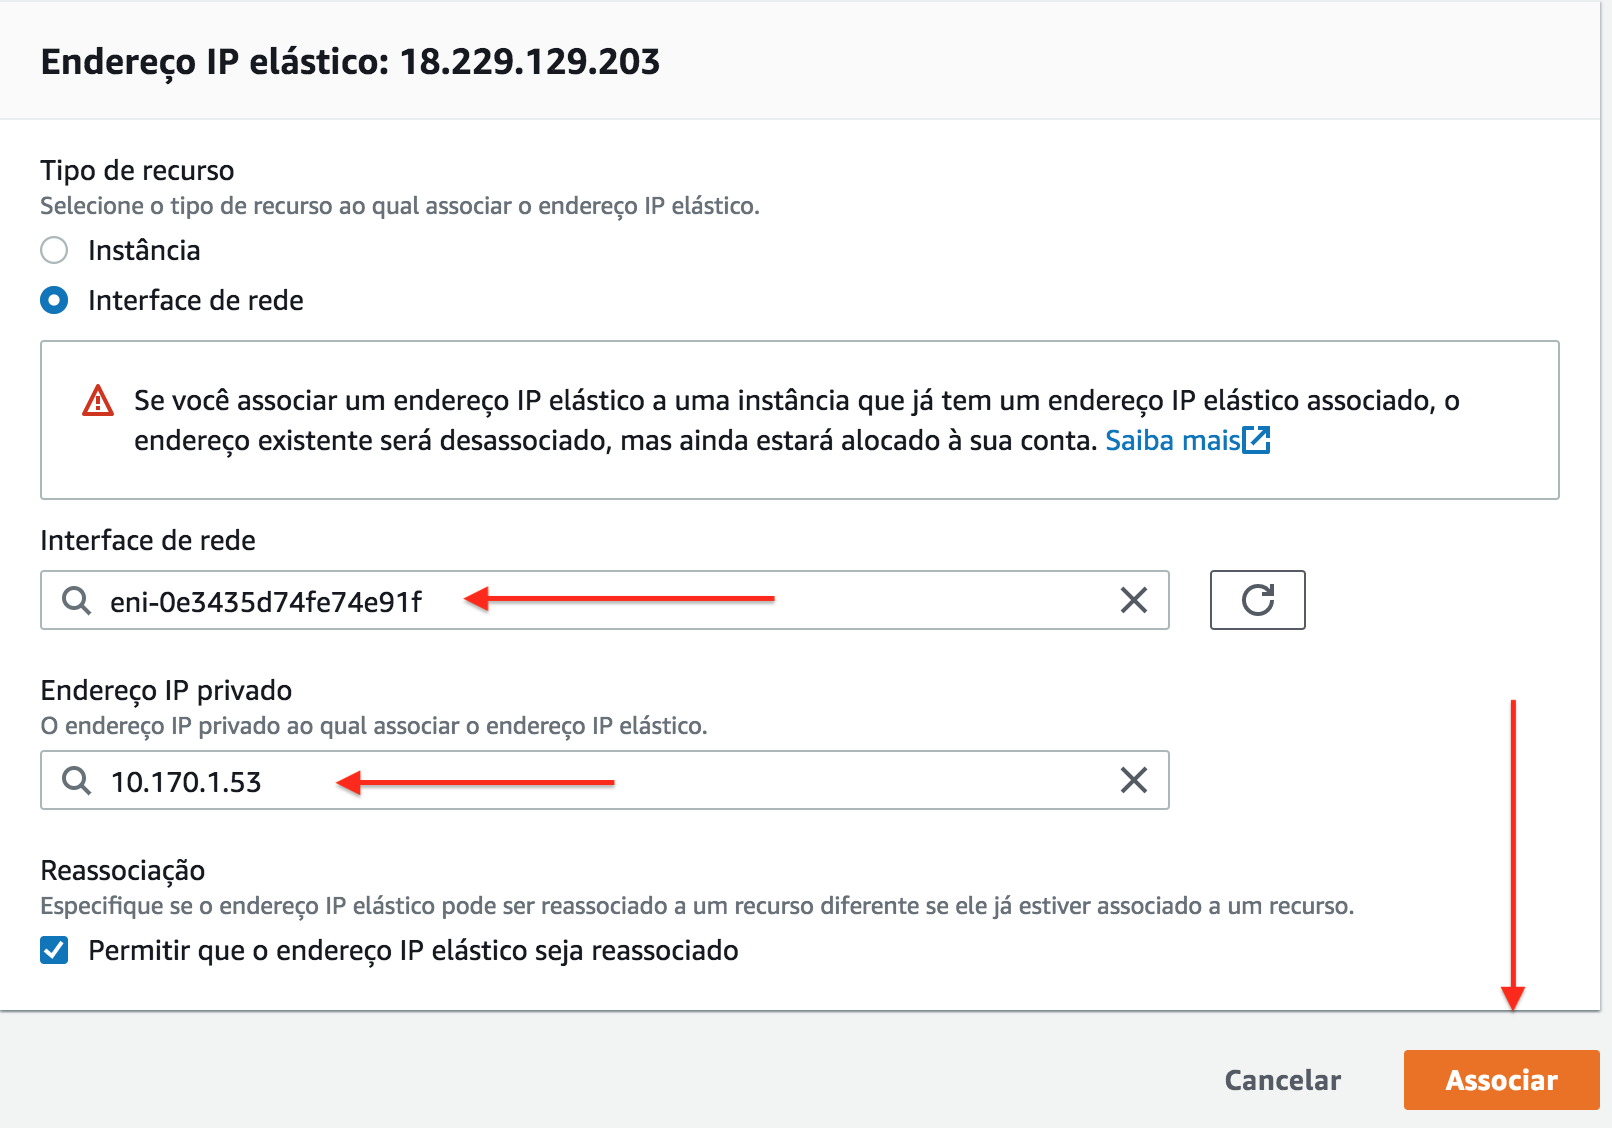 Endereço IP elástico: 18.229.129.203
Tipo de recurso
Selecione o tipo de recurso ao qual associar o endereço IP elástico.
Instância
Interface de rede
Se você associar um endereço IP elástico a uma instância que já tem um endereço IP elástico associado, o
endereço existente será desassociado, mas ainda estará alocado à sua conta. Saiba mais
Interface de rede
eni-0e3435d74fe74e91f
Endereço IP privado
O endereço IP privado ao qual associar o endereço IP elástico.
10.170.1.53
Reassociação
Especifique se o endereço IP elástico pode ser reassociado a um recurso diferente se ele já estiver associado a um recurso.
Permitir que o endereço IP elástico seja reassociado
Cancelar
Associar